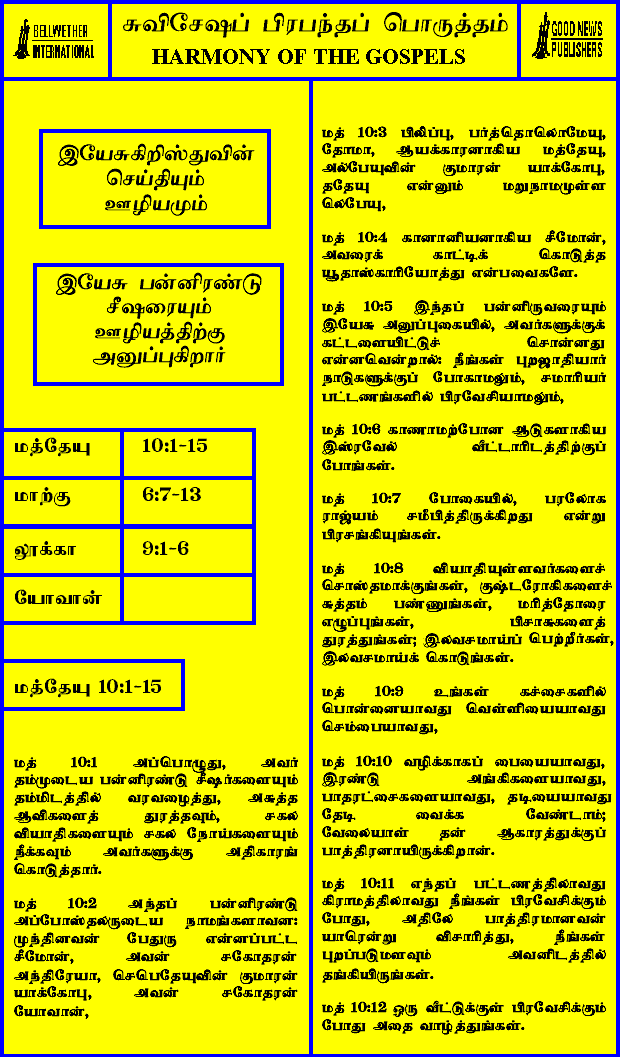 BELLWETHER
INTERNATIONAL
சுவிசேஷப் பிரபந்தப் பொருத்தம்
HARMONY OF THE GOSPELS
GOOD NEWS
PUBLISHERS
இயேசுகிறிஸ்துவின்
செய்தியும்
ஊழியமும்
இயேசு பன்னிரண்டு
சீஷரையும்
ஊழியத்திற்கு
அனுப்புகிறார்
மத்தேயு 10:1-15
மாற்கு 6:7-13
லூக்கா 9:1-6
யோவான்
மத்தேயு 10:1-15
மத் 10:1 அப்பொழுது, அவர்
தம்முடைய பன்னிரண்டு சீஷர்களையும்
தம்மிடத்தில் வரவழைத்து, அசுத்த
ஆவிகளைத் துரத்தவும், சகல
வியாதிகளையும் சகல நோய்களையும்
நீக்கவும் அவர்களுக்கு அதிகாரங்
கொடுத்தார்.
மத் 10:2 அந்தப் பன்னிரண்டு
அப்போஸ்தலருடைய நாமங்களாவன:
முந்தினவன் பேதுரு என்னப்பட்ட
சீமோன், அவன் சகோதரன்
அந்திரேயா, செபெதேயுவின் குமாரன்
யாக்கோபு, அவன் சகோதரன்
யோவான்,
மத் 10:3 பிலிப்பு, பர்த்தொலொமேயு,
தோமா, ஆயக்காரனாகிய மத்தேயு,
அல்பேயுவின் குமாரன் யாக்கோபு,
ததேயு என்னும் மறுநாமமுள்ள
லெபேயு,
மத் 10:4 கானானியனாகிய சீமோன்,
அவரைக் காட்டிக் கொடுத்த
யூதாஸ்காரியோத்து என்பவைகளே.
மத் 10:5 இந்தப் பன்னிருவரையும்
இயேசு அனுப்புகையில், அவர்களுக்குக்
கட்டளையிட்டுச் சொன்னது
என்னவென்றால்: நீங்கள் புறஜாதியார்
நாடுகளுக்குப் போகாமலும், சமாரியர்
பட்டணங்களில் பிரவேசியாமலும்,
மத் 10:6 காணாமற்போன ஆடுகளாகிய
இஸ்ரவேல் வீட்டாரிடத்திற்குப்
போங்கள்.
மத் 10:7 போகையில், பரலோக
ராஜ்யம் சமீபித்திருக்கிறது என்று
பிரசங்கியுங்கள்.
மத் 10:8 வியாதியுள்ளவர்களைச்
சொஸ்தமாக்குங்கள், குஷ்டரோகிகளைச்
சுத்தம் பண்ணுங்கள், மரித்தோரை
எழுப்புங்கள், பிசாசுகளைத்
துரத்துங்கள்; இலவசமாய்ப் பெற்றீர்கள்,
இலவசமாய்க் கொடுங்கள்.
மத் 10:9 உங்கள் கச்சைகளில்
பொன்னையாவது வெள்ளியையாவது
செம்பையாவது,
மத் 10:10 வழிக்காகப் பையையாவது,
இரண்டு அங்கிகளையாவது,
பாதரட்சைகளையாவது, தடியையாவது
தேடி வைக்க வேண்டாம்;
வேலையாள் தன் ஆகாரத்துக்குப்
பாத்திரனாயிருக்கிறான்.
மத் 10:11 எந்தப் பட்டணத்திலாவது
கிராமத்திலாவது நீங்கள் பிரவேசிக்கும்
போது, அதிலே பாத்திரமானவன்
யாரென்று விசாரித்து, நீங்கள்
புறப்படுமளவும் அவனிடத்தில்
தங்கியிருங்கள்.
மத் 10:12 ஒரு வீட்டுக்குள் பிரவேசிக்கும்
போது அதை வாழ்த்துங்கள்.